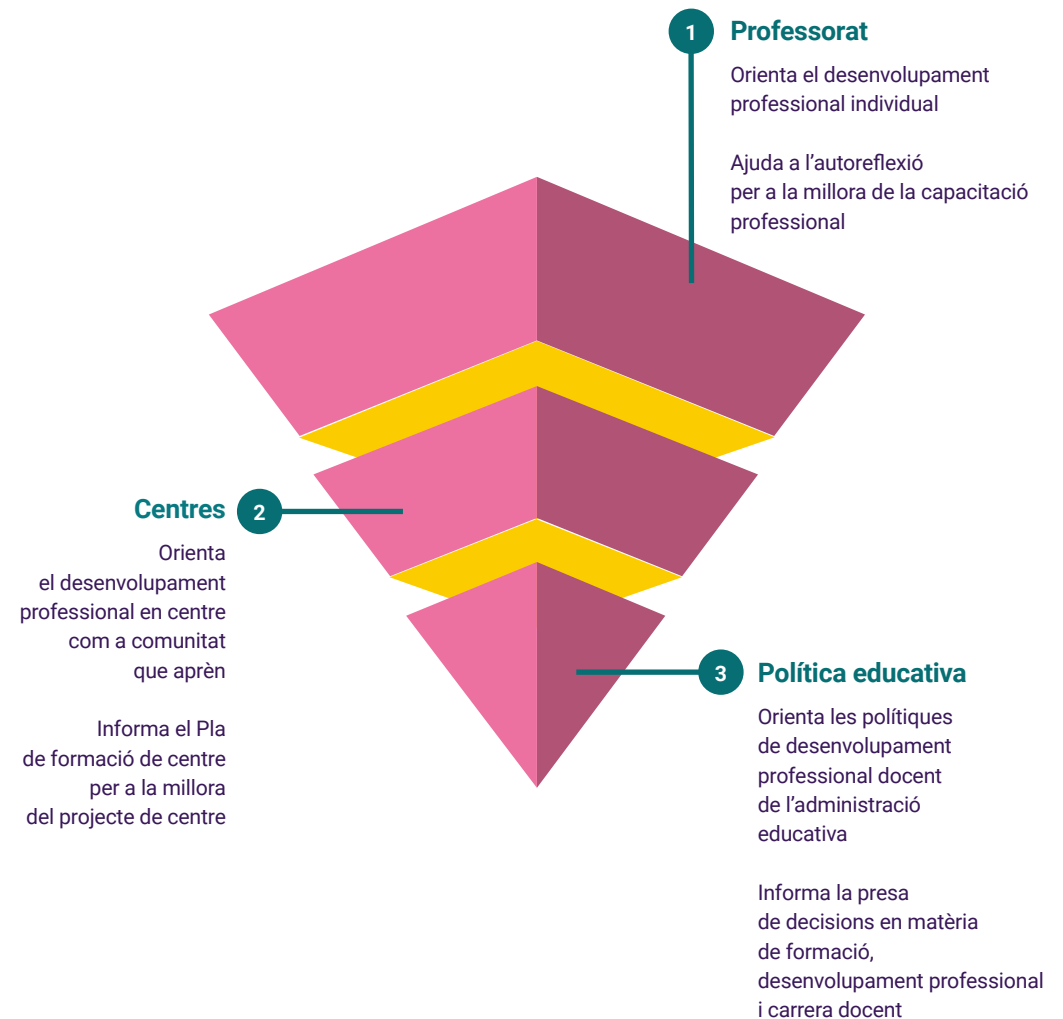 1
Professorat
Orienta el desenvolupament
professional individual
Ajuda a l’autoreflexió
per a la millora de la capacitació
professional
2
Centres
Orienta
el desenvolupament
professional en centre
com a comunitat
que aprèn
Informa el Pla
de formació de centre
per a la millora
del projecte de centre
3
Política educativa
Orienta les polítiques
de desenvolupament
professional docent
de l’administració
educativa
Informa la presa
de decisions en matèria
de formació,
desenvolupament professional
i carrera docent